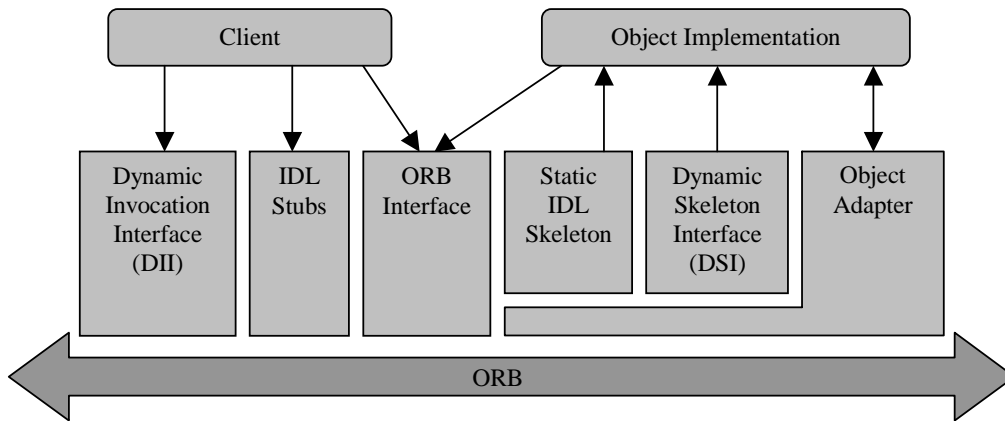 Client
Object Implementation
Dynamic
Invocation
Interface
(DII)
IDL
Stubs
ORB
Interface
Static
IDL
Skeleton
Dynamic
Skeleton
Interface
(DSI)
Object
Adapter
ORB